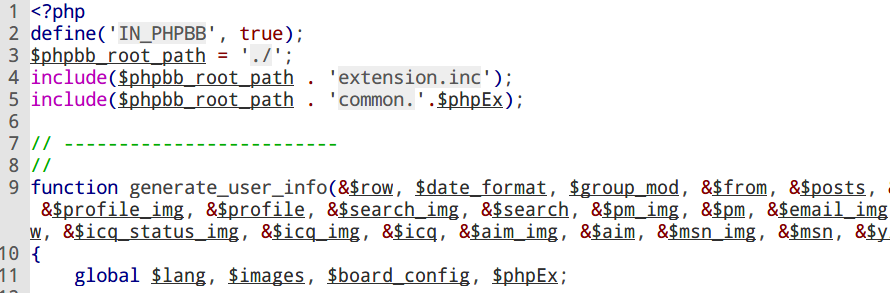 1 <?php
2 define('IN_PHPBB', true);
3 $phpbb_root_path = './';
4 include($phpbb_root_path . 'extension.inc');
5 include($phpbb_root_path . 'common.'.$phpEx);
6
7 // -------------------------
8 //
9 function generate_user_info(&$row, $date_format, $group_mod, &$from, &$posts,
&$profile_img, &$profile, &$search_img, &$search, &$pm_img, &$pm, &$email_img
w, &$icq_status_img, &$icq_img, &$icq, &$aim_img, &$aim, &$msn_img, &$msn, &$y
10 {
11 global $lang, $images, $board_config, $phpEx;